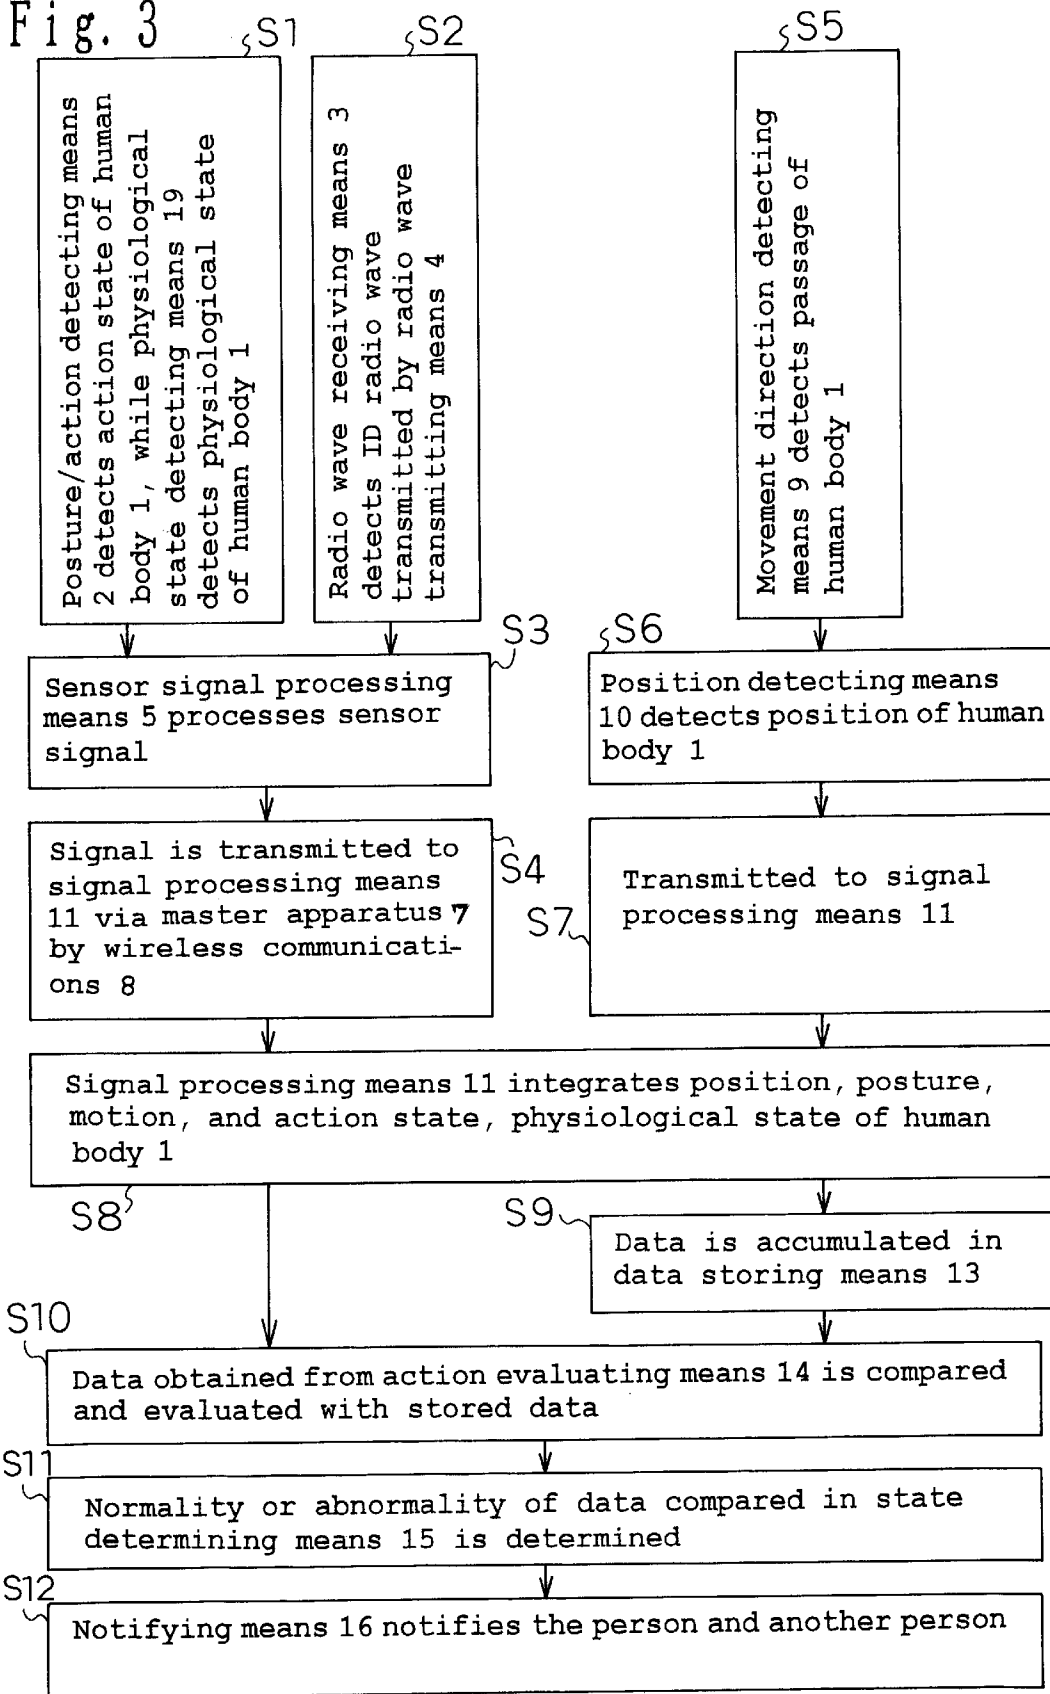 Fig. 3
S1
Posture/action detecting means
2 detects action state of human
body 1, while physiological
state detecting means 19
detects physiological state
of human body 1
S2
Radio wave receiving means 3
detects ID radio wave
transmitted by radio wave
transmitting means 4
S5
Movement direction detecting
means 9 detects passage of
human body 1
S3
Sensor signal processing
means 5 processes sensor
signal
S6
Position detecting means
10 detects position of human
body 1
S4
Signal is transmitted to
signal processing means
11 via master apparatus 7
by wireless communicati-
ons 8
S7
Transmitted to signal
processing means 11
Signal processing means 11 integrates position, posture,
motion, and action state, physiological state of human
body 1
S8
S9
Data is accumulated in
data storing means 13
S10
Data obtained from action evaluating means 14 is compared
and evaluated with stored data
S11
Normality or abnormality of data compared in state
determining means 15 is determined
S12
Notifying means 16 notifies the person and another person